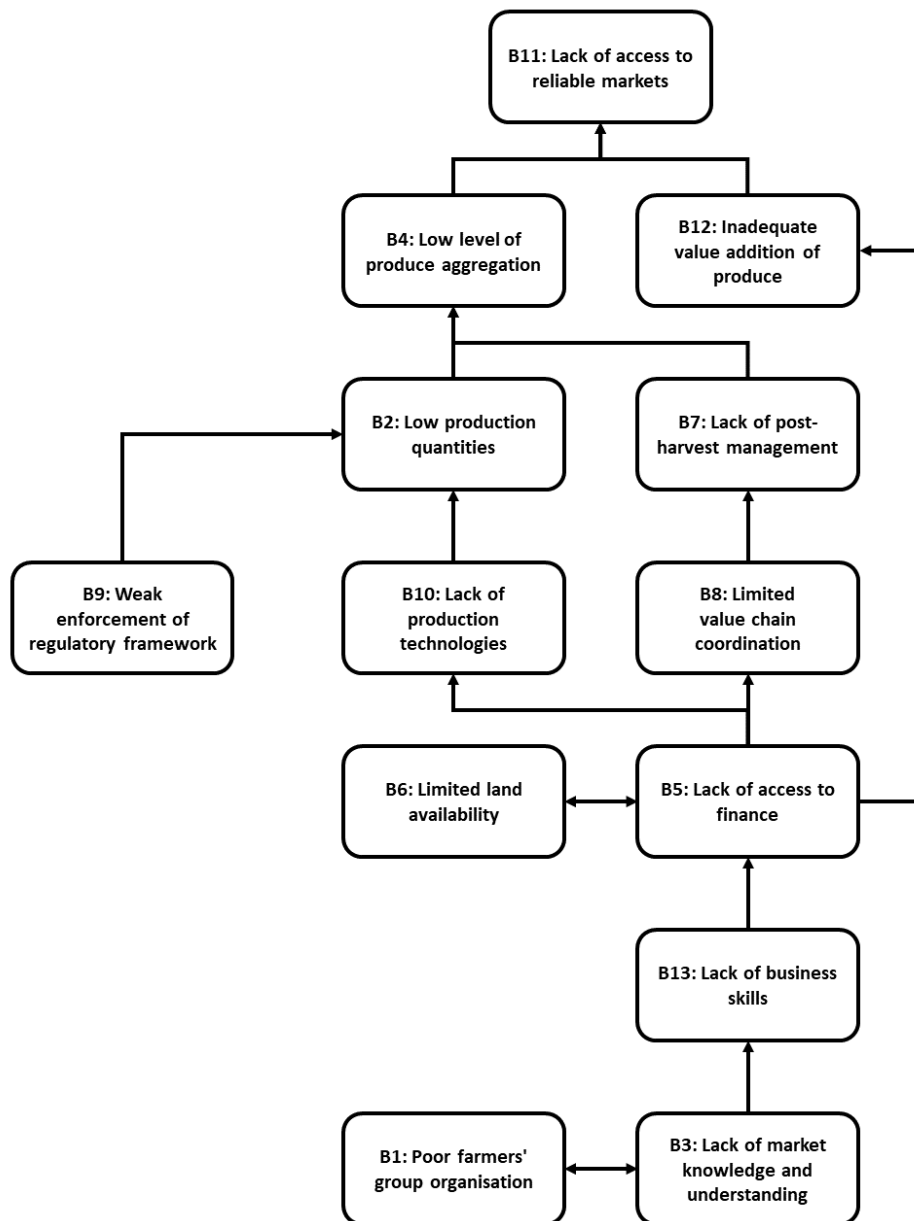 B11: Lack of access to
reliable markets
B4: Low level of
produce aggregation
B12: Inadequate
value addition of
produce
B2: Low production
quantities
B7: Lack of post-
harvest management
B9: Weak
enforcement of
regulatory framework
B10: Lack of
production
technologies
B8: Limited
value chain
coordination
B6: Limited land
availability
B5: Lack of access to
finance
B13: Lack of business
skills
B1: Poor farmers'
group organisation
B3: Lack of market
knowledge and
understanding